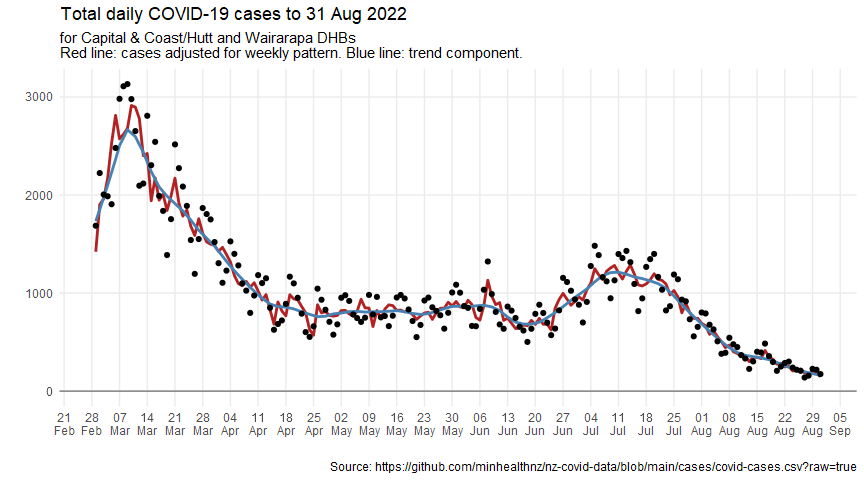 Total daily COVID-19 cases to 31 Aug 2022
for Capital & Coast/Hutt and Wairarapa DHBs
Red line: cases adjusted for weekly pattern. Blue line: trend component.
3000
2000
1000
0
21 28 07 14 21 28 04 11 18 25 02 09 16 23 30 06 13 20 27 04 11 18 25 01 08 15 22 29 05
Feb Feb Mar Mar Mar Mar Apr Apr Apr Apr May May May May May Jun Jun Jun Jun Jul Jul Jul Jul Aug Aug Aug Aug Aug Sep
Source: https://github.com/minhealthnz/nz-covid-data/blob/main/cases/covid-cases.csv?raw=true